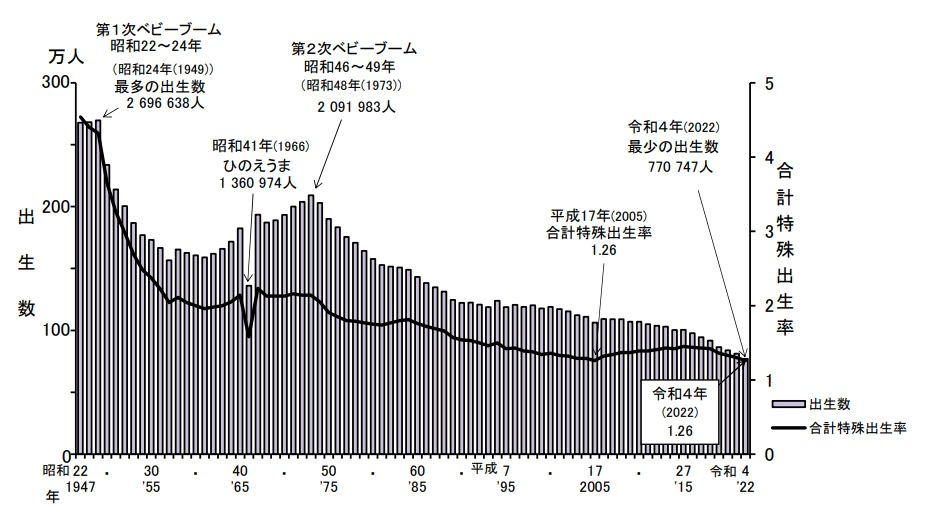 第１次ベビーブーム
昭和22～24年
（昭和24年（1949））
最多の出生数
2 696 638人
第２次ベビーブーム
昭和46～49年
（昭和48年（1973））
2 091 983人
昭和41年（1966）
ひのえうま
1 360 974人
令和４年（2022）
最少の出生数
770 747人
平成17年（2005）
合計特殊出生率
1.26
令和４年
（2022）
1.26
万人
300
200
100
0
出生数
5
4
3
2
1
0
合計特殊出生率
出生数
合計特殊出生率
昭和22 ・ 30 ・ 40 ・ 50 ・ 60 平成 7 17 27 令和 4
年 1947 '55 '65 '75 '85 '95 2005 '15 '22